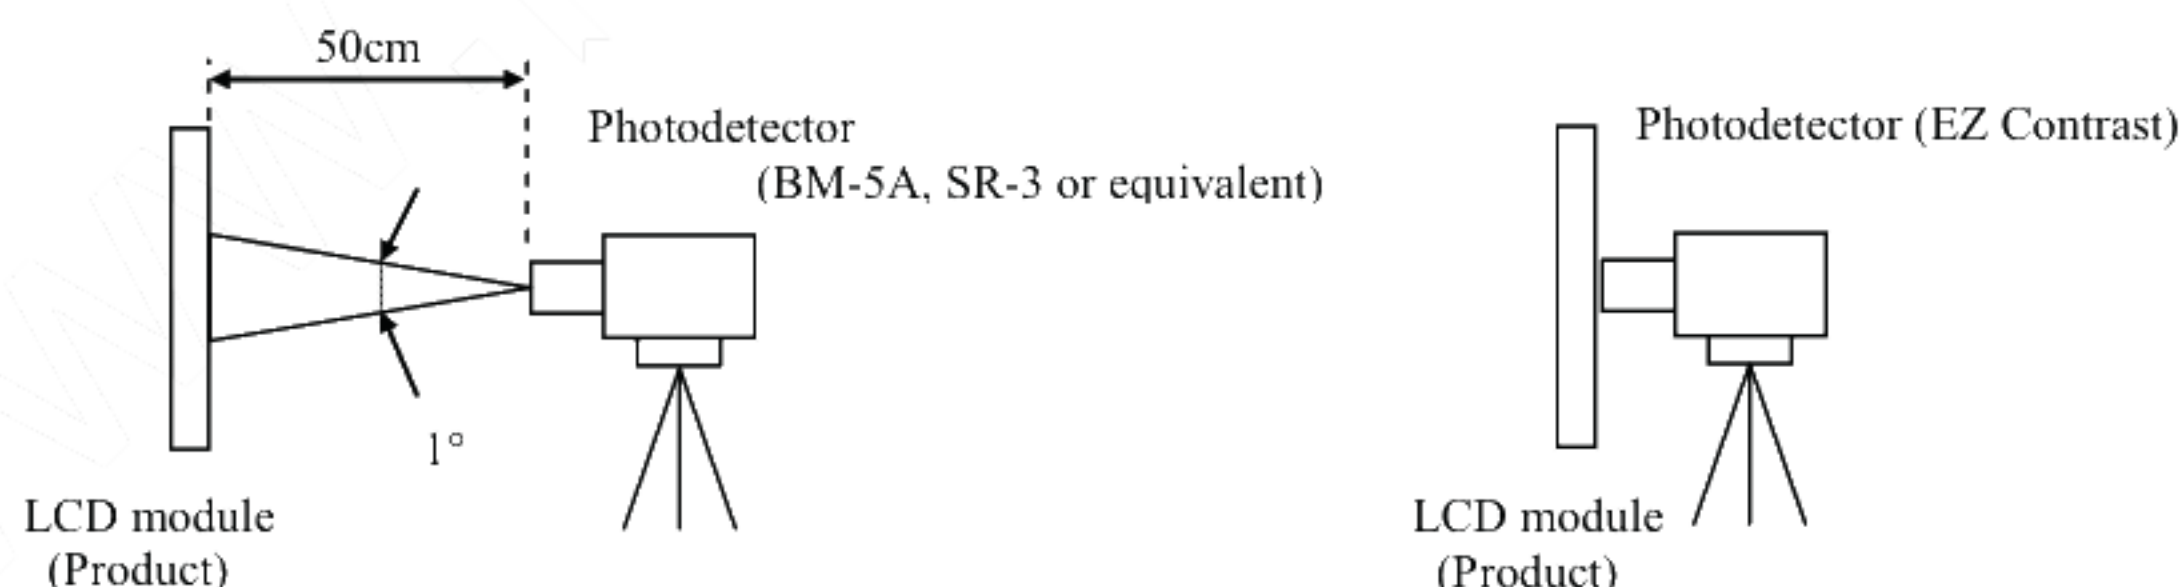 50cm
Photodetector
(BM-5A, SR-3 or equivalent)
1°
LCD module
(Product)
Photodetector (EZ Contrast)
LCD module
(Product)